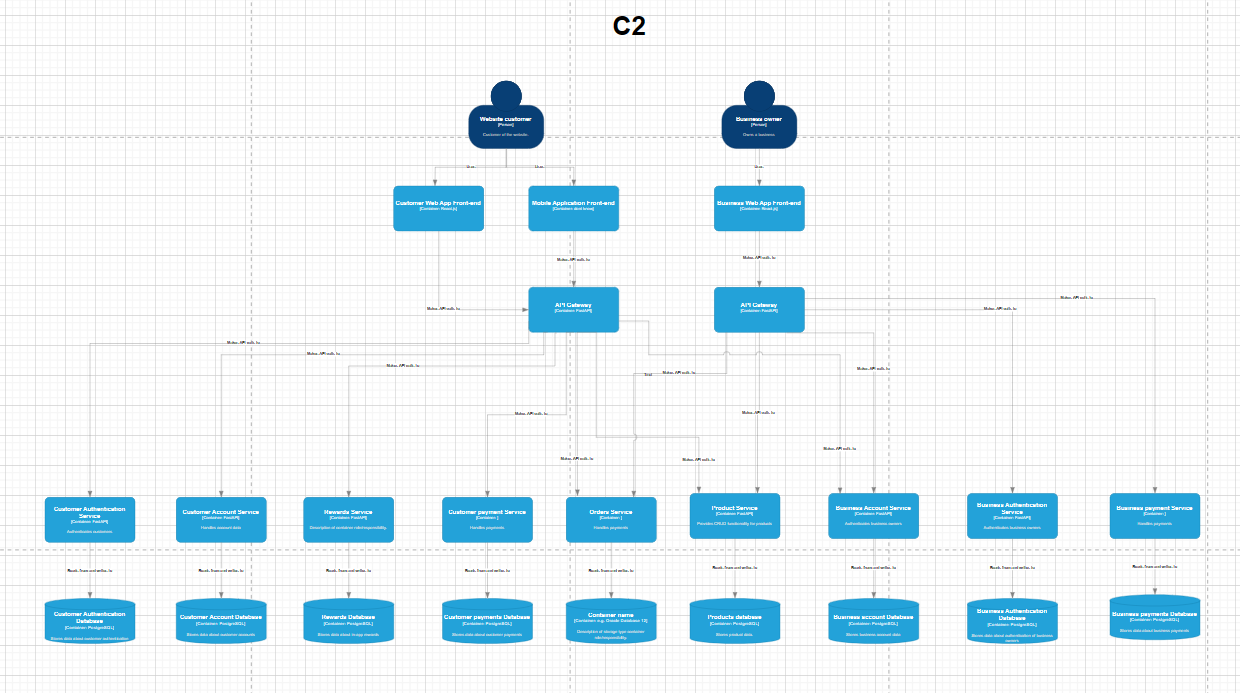 C2
Website customer
[Person]
Customer of the website.
Business owner
[Person]
Owns a business
Uses
Uses
Uses
Customer Web App Front-end
[Container: React.js]
Mobile Application Front-end
Business Web App Front-end
[Container: React.js]
Makes API calls to
Makes API calls to
API Gateway
[Container: FastAPI]
API Gateway
[Container: FastAPI]
Makes API calls to
Makes API calls to
Makes API calls to
Makes API calls to
Makes API calls to
Makes API calls to
Makes API calls to
Makes API calls to
Text
Makes API calls to
Makes API calls to
Makes API calls to
Makes API calls to
Makes API calls to
Makes API calls to
Customer Authentication
Service
[Container: FastAPI]
Authenticates customers
Customer Account Service
[Container: FastAPI]
Handles account data
Rewards Service
[Container: FastAPI]
Description of container role/responsibility.
Customer payment Service
[Container: ]
Handles payments
Orders Service
[Container: ]
Handles payments
Product Service
[Container: FastAPI]
Provides CRUD functionality for products
Business Account Service
[Container: FastAPI]
Authenticates business owners
Business Authentication
Service
[Container: FastAPI]
Authenticates business owners
Business payment Service
[Container: ]
Handles payments
Reads from and writes to
Reads from and writes to
Reads from and writes to
Reads from and writes to
Reads from and writes to
Reads from and writes to
Reads from and writes to
Reads from and writes to
Reads from and writes to
Customer Authentication
Database
[Container: PostgreSQL]
Stores data about customer authentication
Customer Account Database
[Container: PostgreSQL]
Stores data about customer accounts
Rewards Database
[Container: PostgreSQL]
Stores data about in-app rewards
Customer payments Database
[Container: PostgreSQL]
Stores data about customer payments
Container name
[Container: e.g. Oracle Database 12]
Description of storage type container
role/responsibility.
Products database
[Container: PostgreSQL]
Stores product data
Business account Database
[Container: PostgreSQL]
Stores business account data
Business Authentication
Database
[Container: PostgreSQL]
Stores data about authentication of business
owners
Business payments Database
[Container: PostgreSQL]
Stores data about business payments